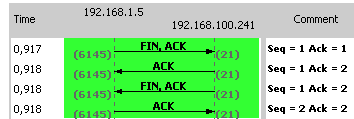 Time 192.168.1.5 192.168.100.241 Comment
0,917 (6145) FIN, ACK (21) Seq = 1 Ack = 1
0,918 (6145) ACK (21) Seq = 1 Ack = 2
0,918 (6145) FIN, ACK (21) Seq = 1 Ack = 2
0,918 (6145) ACK (21) Seq = 2 Ack = 2